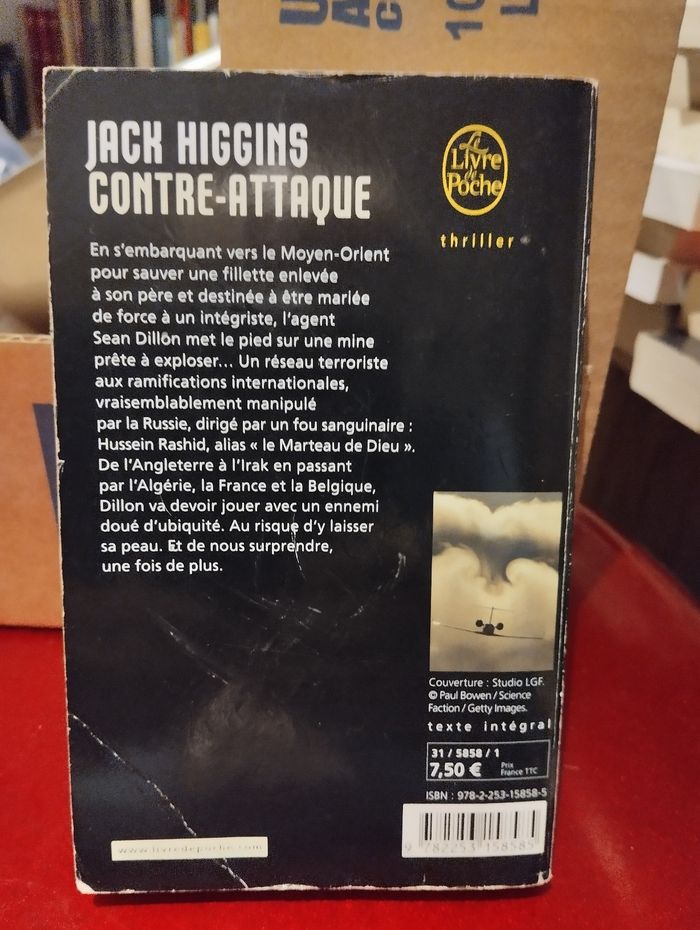 JACK HIGGINS
CONTRE-ATTAQUE
Le
Livre
de
Poche
thriller
En s'embarquant vers le Moyen-Orient
pour sauver une fillette enlevée
à son père et destinée à être mariée
de force à un intégriste, l'agent
Sean Dillon met le pied sur une mine
prête à exploser... Un réseau terroriste
aux ramifications internationales,
vraisemblablement manipulé
par la Russie, dirigé par un fou sanguinaire :
Hussein Rashid, alias « le Marteau de Dieu ».
De l'Angleterre à l'Irak en passant
par l'Algérie, la France et la Belgique,
Dillon va devoir jouer avec un ennemi
doué d'ubiquité. Au risque d'y laisser
sa peau. Et de nous surprendre,
une fois de plus.
Couverture : Studio LGF.
© Paul Bowen / Science
Faction / Getty Images.
texte intégral
31 / 5858 / 1
7,50 € Prix
France TTC
ISBN : 978-2-253-15858-5
9 782253 158585
www.livredepoche.com